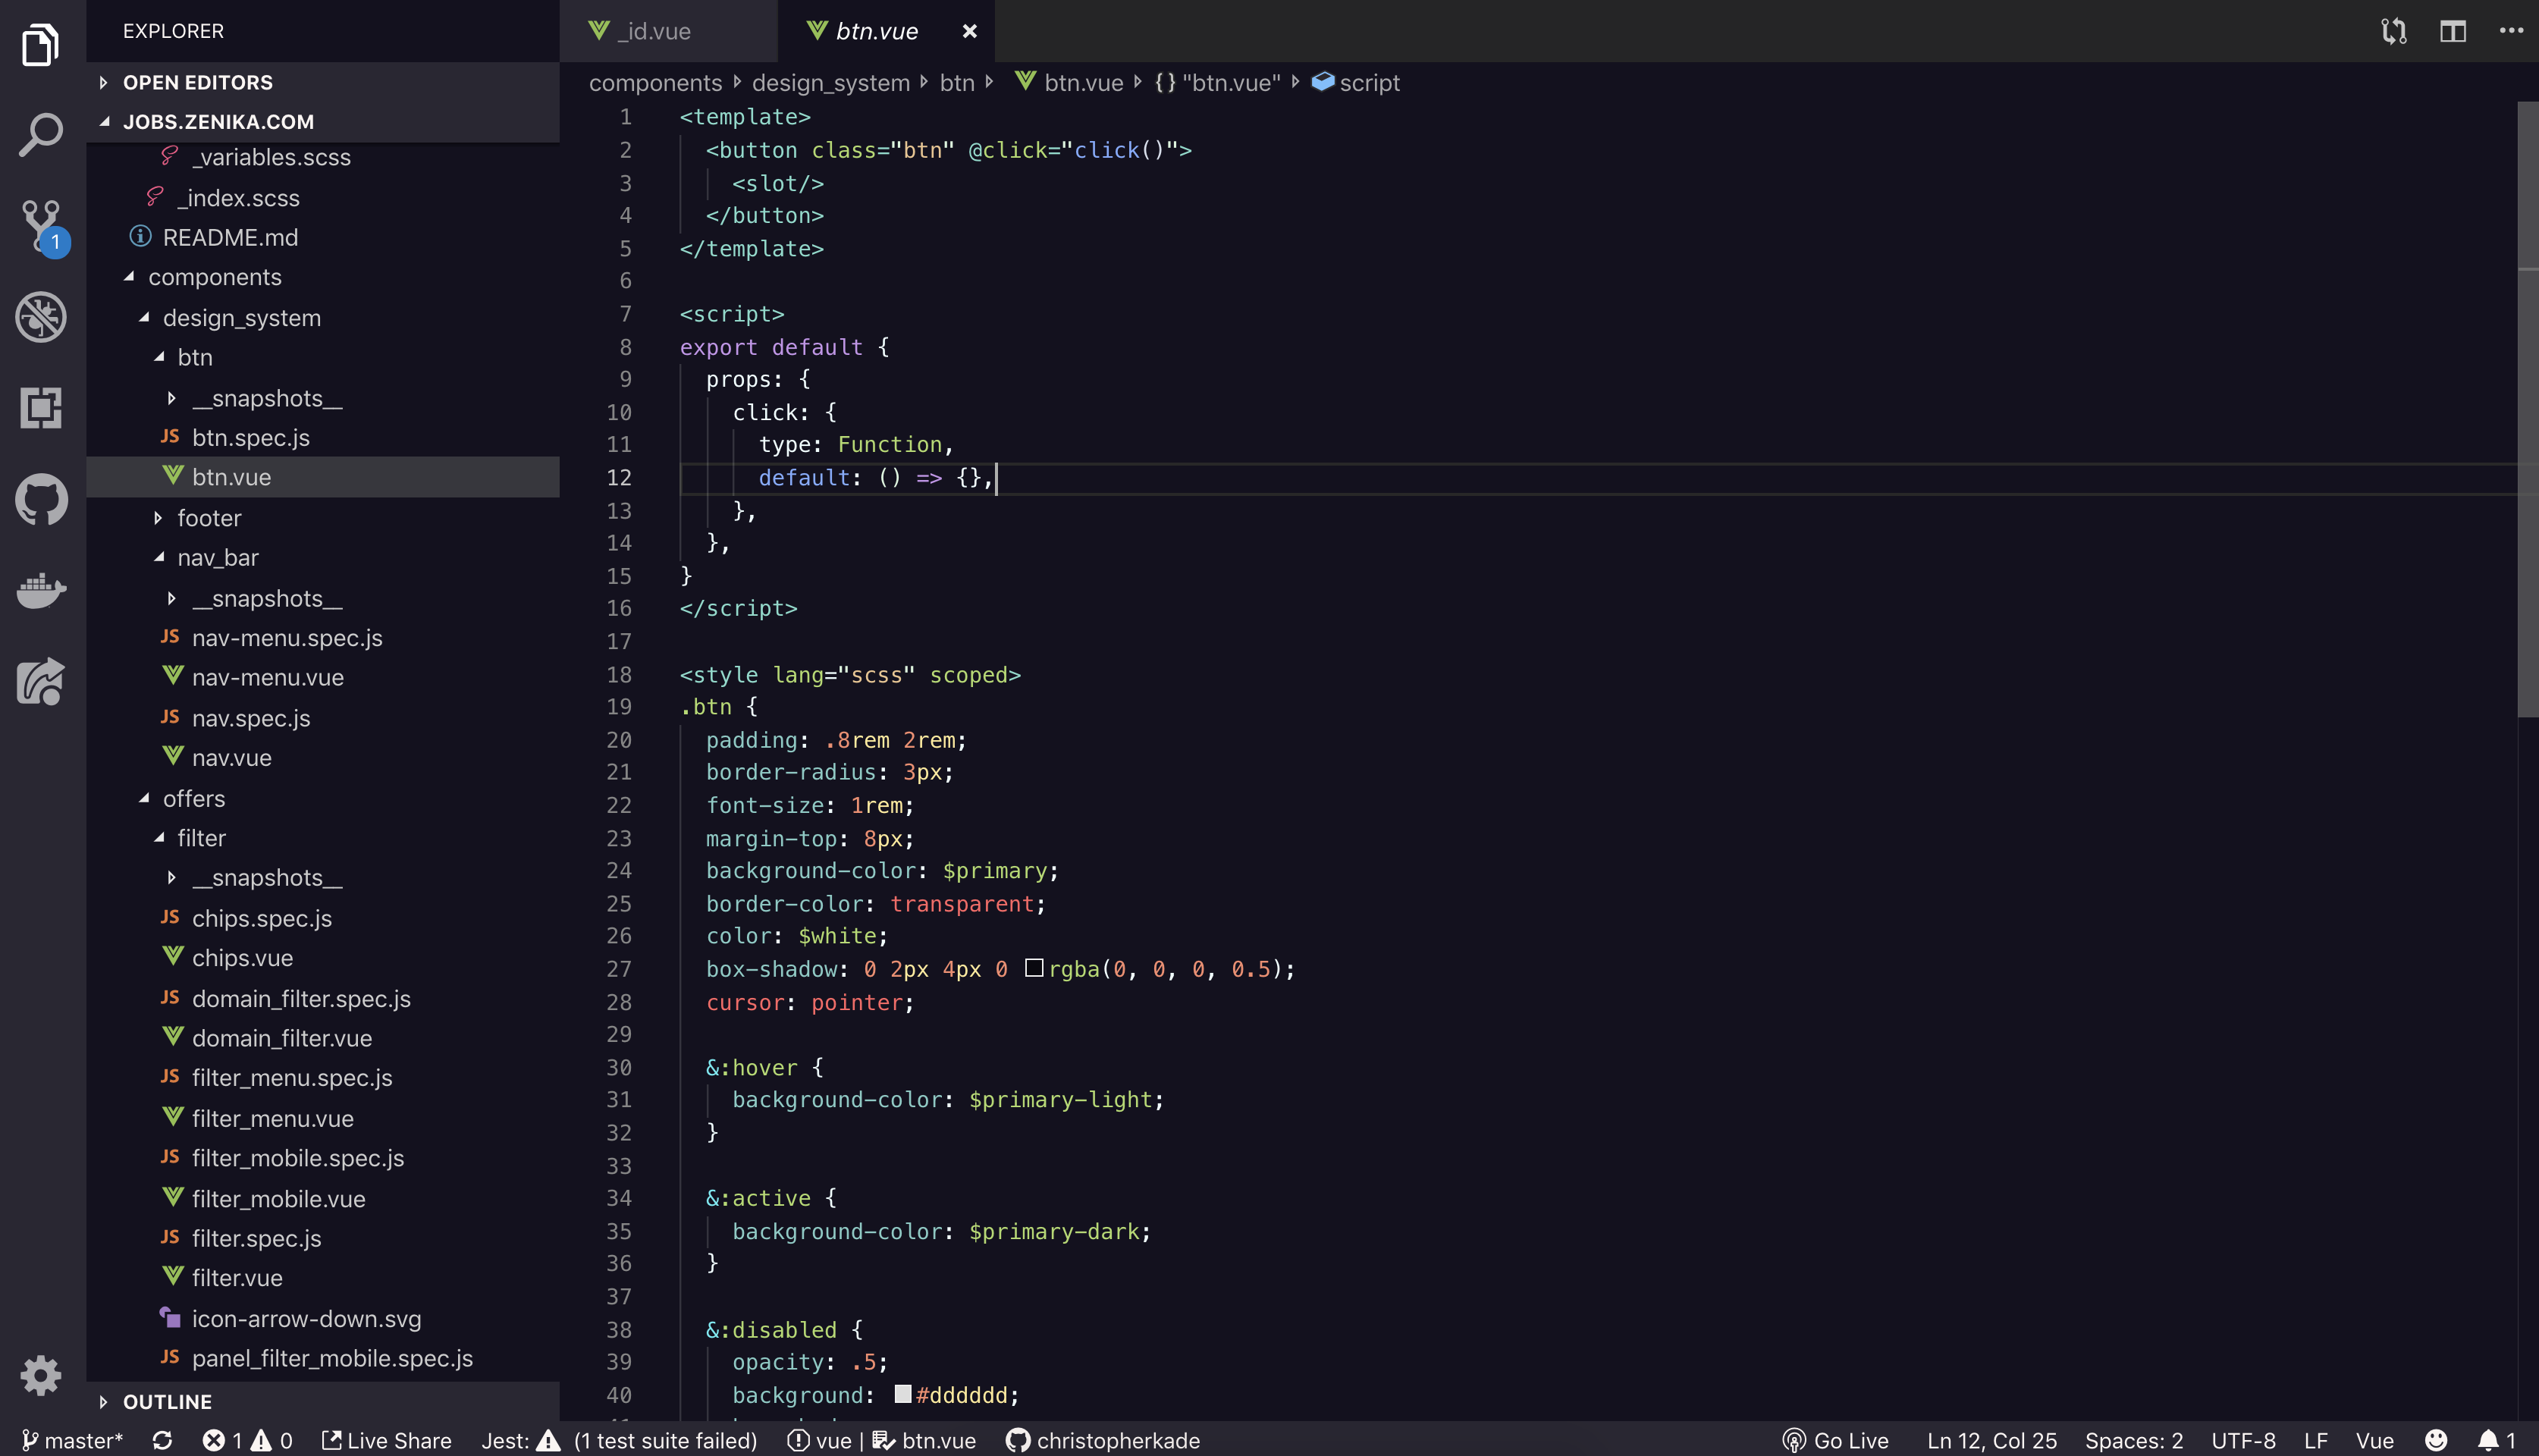 EXPLORER
OPEN EDITORS
JOBS.ZENIKA.COM
_variables.scss
_index.scss
README.md
components
design_system
btn
__snapshots__
JS btn.spec.js
btn.vue
footer
nav_bar
__snapshots__
JS nav-menu.spec.js
nav-menu.vue
JS nav.spec.js
nav.vue
offers
filter
__snapshots__
JS chips.spec.js
chips.vue
JS domain_filter.spec.js
domain_filter.vue
JS filter_menu.spec.js
filter_menu.vue
JS filter_mobile.spec.js
filter_mobile.vue
JS filter.spec.js
filter.vue
icon-arrow-down.svg
JS panel_filter_mobile.spec.js
OUTLINE
1
_id.vue
btn.vue ×
components design_system btn btn.vue {} "btn.vue" script
1 <template>
2   <button class="btn" @click="click()">
3     <slot/>
4   </button>
5 </template>
6
7 <script>
8 export default {
9   props: {
10     click: {
11       type: Function,
12       default: () => {},
13     },
14   },
15 }
16 </script>
17
18 <style lang="scss" scoped>
19 .btn {
20   padding: .8rem 2rem;
21   border-radius: 3px;
22   font-size: 1rem;
23   margin-top: 8px;
24   background-color: $primary;
25   border-color: transparent;
26   color: $white;
27   box-shadow: 0 2px 4px 0 rgba(0, 0, 0, 0.5);
28   cursor: pointer;
29
30   &:hover {
31     background-color: $primary-light;
32   }
33
34   &:active {
35     background-color: $primary-dark;
36   }
37
38   &:disabled {
39     opacity: .5;
40     background: #dddddd;
master* 1 0 Live Share Jest: (1 test suite failed) vue | btn.vue christopherkade Go Live Ln 12, Col 25 Spaces: 2 UTF-8 LF Vue 1